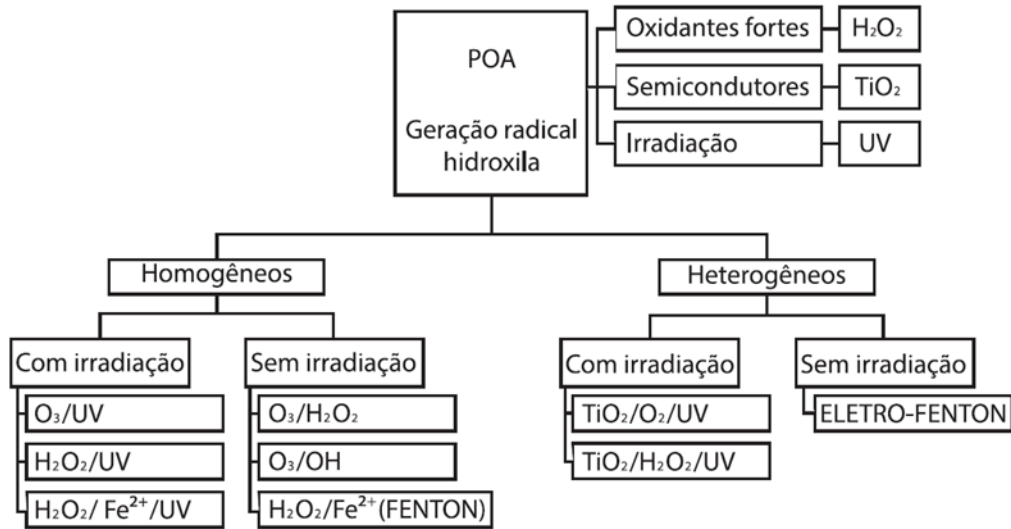 POA
Geração radical
hidroxila
Oxidantes fortes
H₂O₂
Semicondutores
TiO₂
Irradiação
UV
Homogêneos
Heterogêneos
Com irradiação
Sem irradiação
Com irradiação
Sem irradiação
O₃/UV
O₃/H₂O₂
TiO₂/O₂/UV
ELETRO-FENTON
H₂O₂/UV
O₃/OH
TiO₂/H₂O₂/UV
H₂O₂/ Fe²⁺/UV
H₂O₂/Fe²⁺(FENTON)